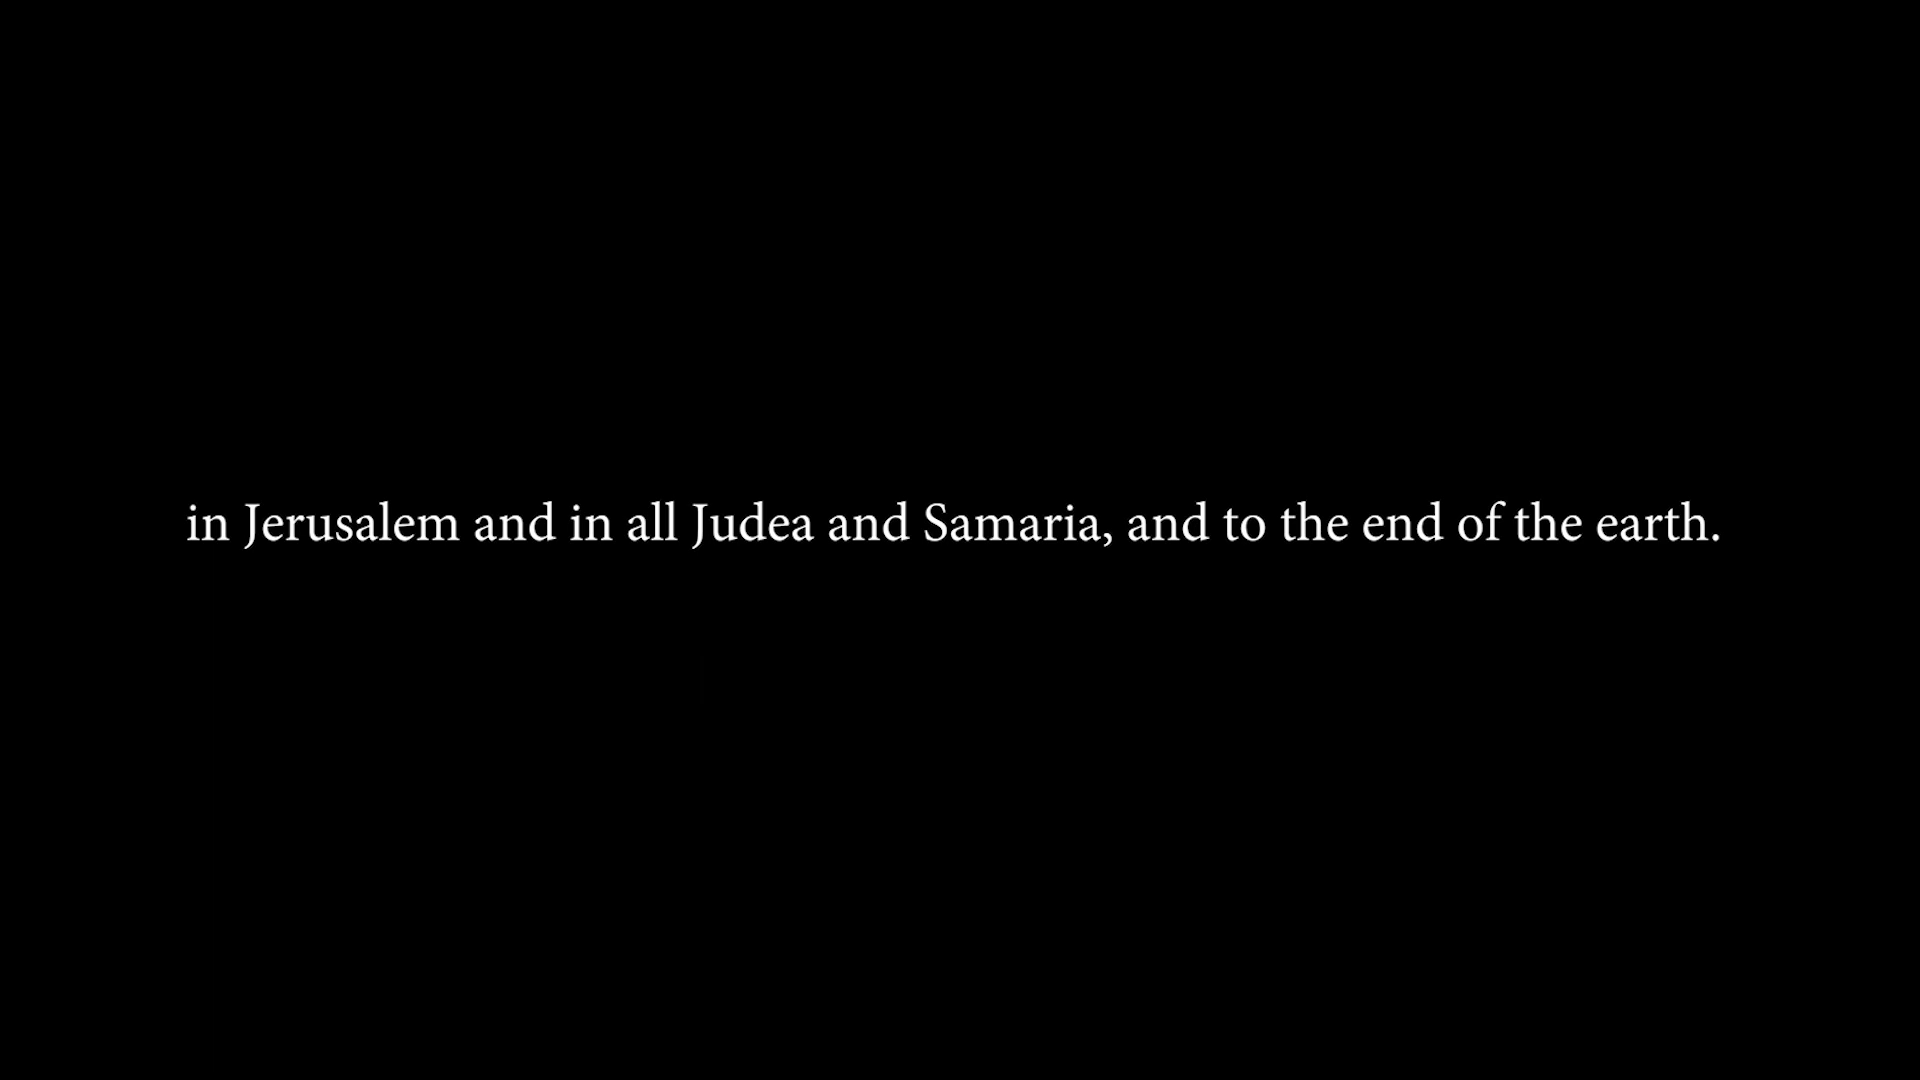 in Jerusalem and in all Judea and Samaria, and to the end of the earth.